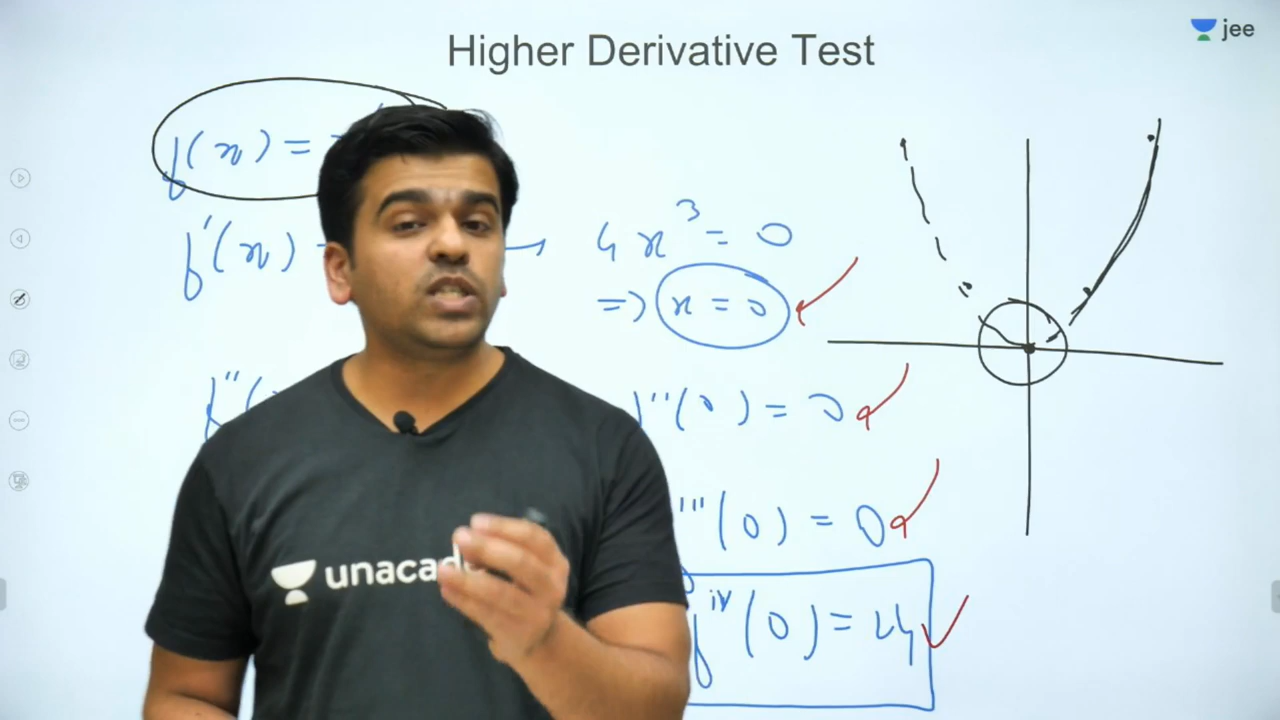 Higher Derivative Test
jee
f(x) =
f'(x)
→ 4x³ = 0
=> x = 0
f''(
'''(0) = 0
'''(0) = 0
f^iv(0) = 24
unacad